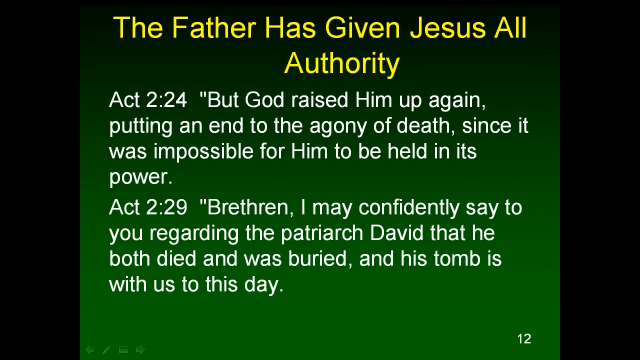 The Father Has Given Jesus All
Authority
Act 2:24  "But God raised Him up again,
putting an end to the agony of death, since it
was impossible for Him to be held in its
power.
Act 2:29  "Brethren, I may confidently say to
you regarding the patriarch David that he
both died and was buried, and his tomb is
with us to this day.
12